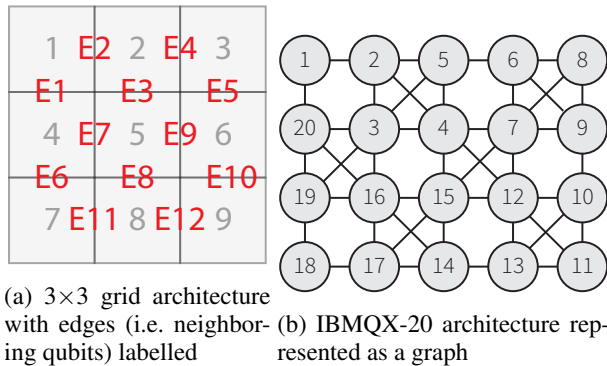 1 E2 2 E4 3
E1 E3 E5
4 E7 5 E9 6
E6 E8 E10
7 E11 8 E12 9
1 2 5 6 8
20 3 4 7 9
19 16 15 12 10
18 17 14 13 11
(a) 3×3 grid architecture
with edges (i.e. neighbor-
ing qubits) labelled
(b) IBMQX-20 architecture rep-
resented as a graph